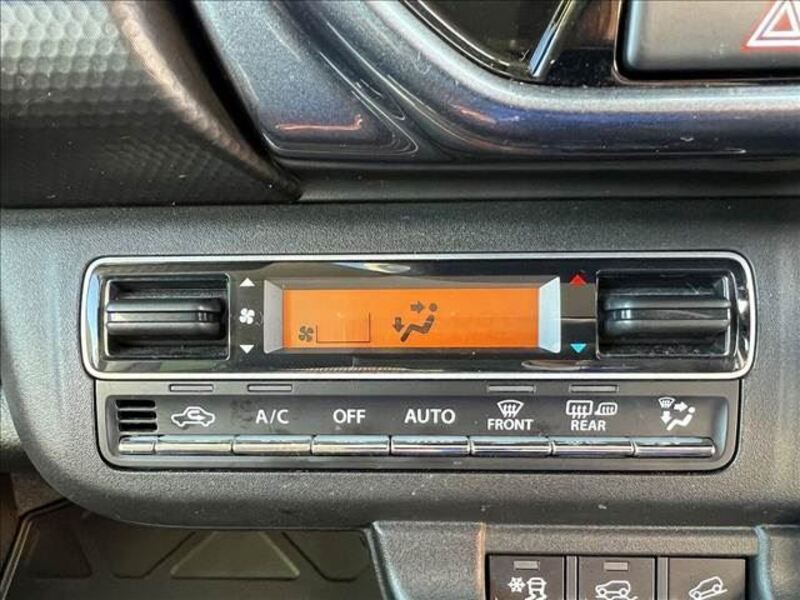 A/C OFF AUTO FRONT REAR